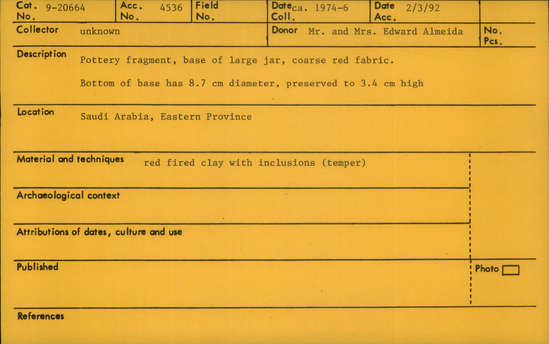 Cat. No. 9-20664 Acc. No. 4536 Field No. Date Coll. ca. 1974-6 Date Acc. 2/3/92
Collector unknown Donor Mr. and Mrs. Edward Almeida No. Pcs.
Description Pottery fragment, base of large jar, coarse red fabric.
Bottom of base has 8.7 cm diameter, preserved to 3.4 cm high
Location Saudi Arabia, Eastern Province
Material and techniques red fired clay with inclusions (temper)
Archaeological context
Attributions of dates, culture and use
Published Photo
References